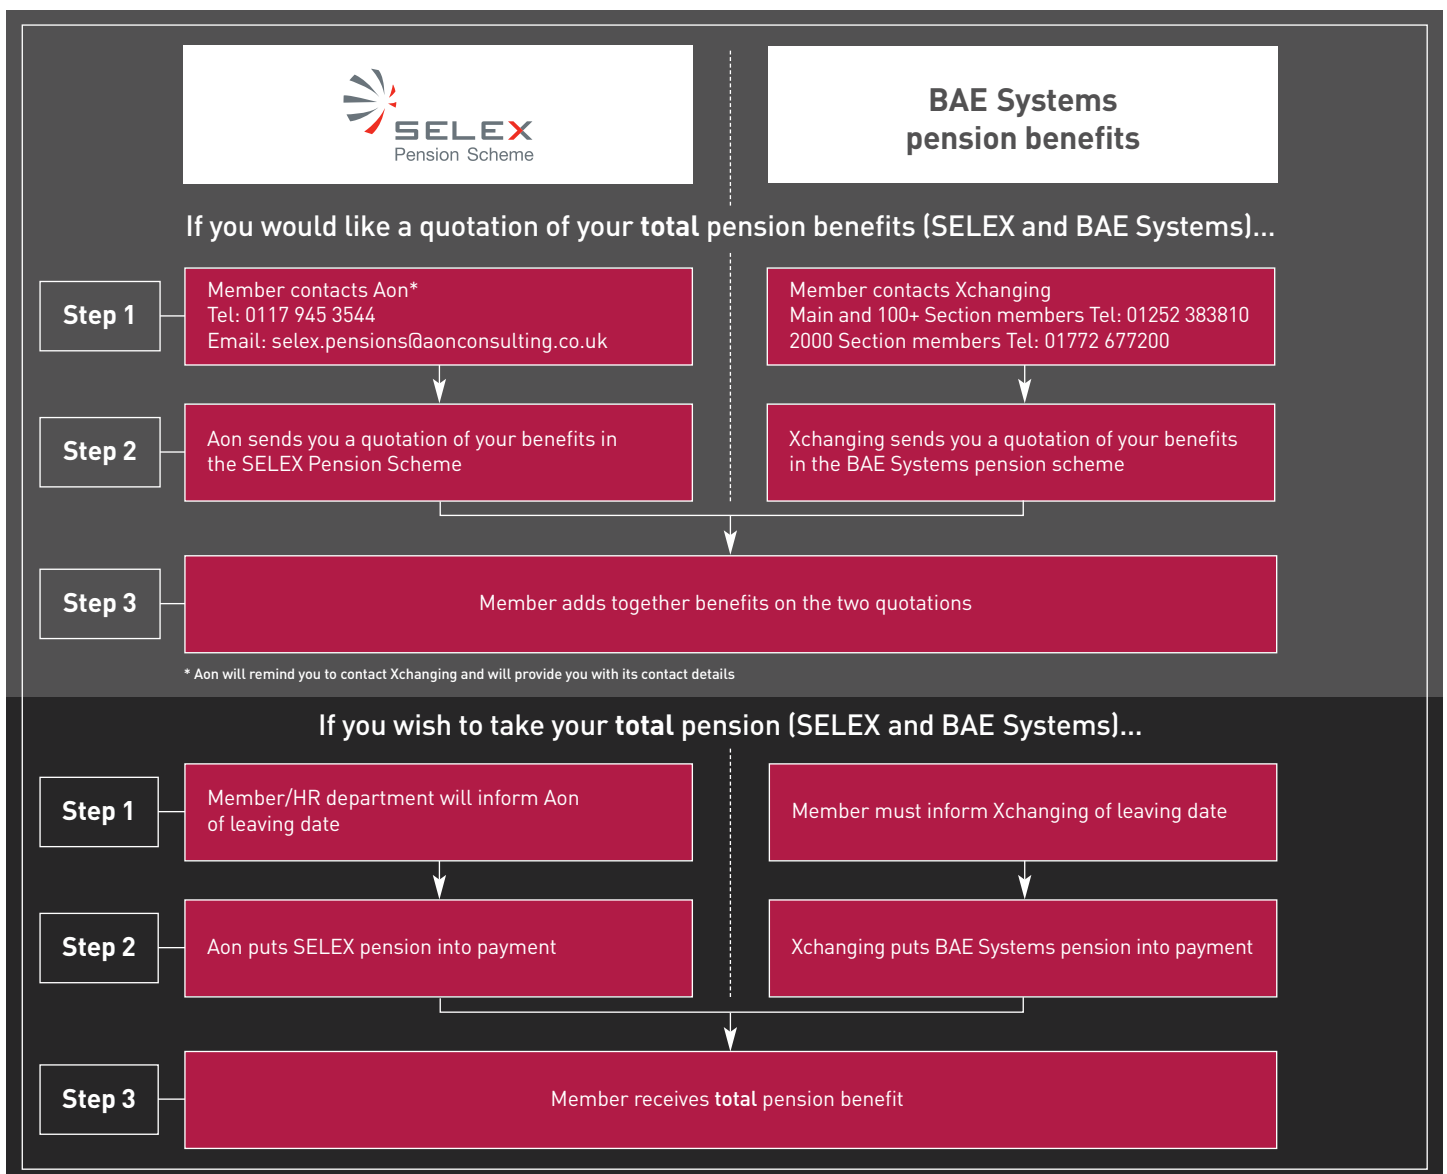 SELEX
Pension Scheme
BAE Systems
pension benefits
If you would like a quotation of your total pension benefits (SELEX and BAE Systems)...
Step 1
Member contacts Aon*
Tel: 0117 945 3544
Email: selex.pensions@aonconsulting.co.uk
Member contacts Xchanging
Main and 100+ Section members Tel: 01252 383810
2000 Section members Tel: 01772 677200
Step 2
Aon sends you a quotation of your benefits in
the SELEX Pension Scheme
Xchanging sends you a quotation of your benefits
in the BAE Systems pension scheme
Step 3
Member adds together benefits on the two quotations
* Aon will remind you to contact Xchanging and will provide you with its contact details
If you wish to take your total pension (SELEX and BAE Systems)...
Step 1
Member/HR department will inform Aon
of leaving date
Member must inform Xchanging of leaving date
Step 2
Aon puts SELEX pension into payment
Xchanging puts BAE Systems pension into payment
Step 3
Member receives total pension benefit